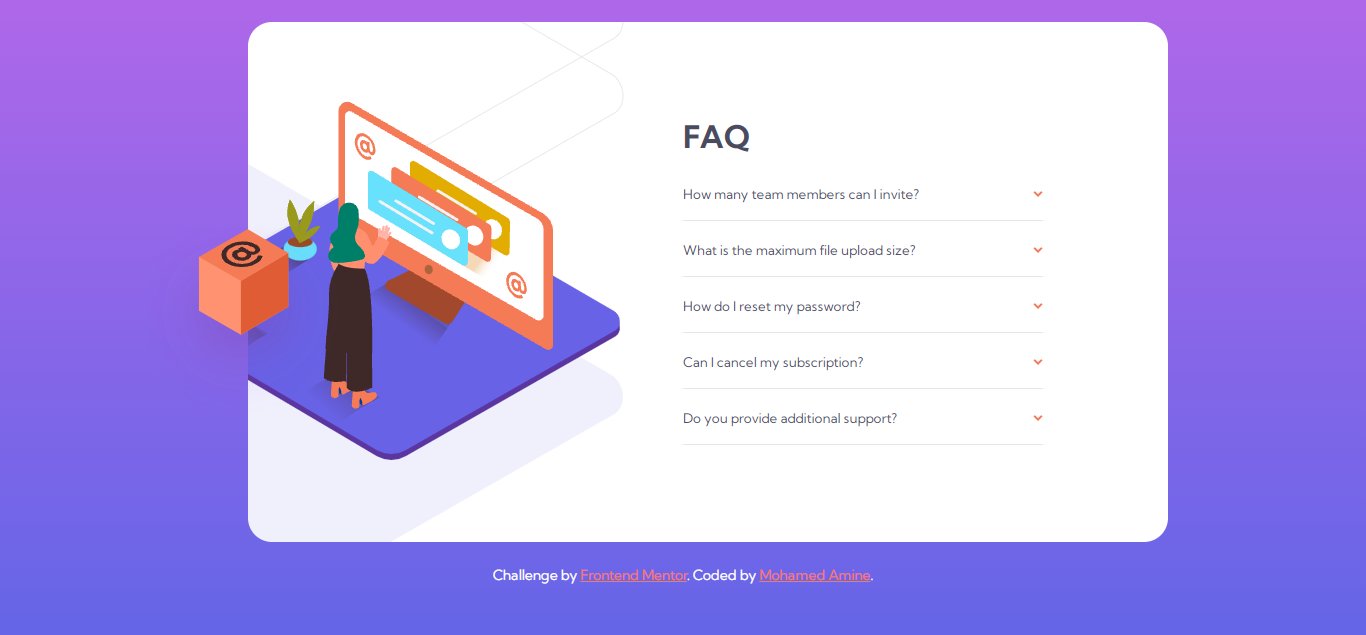 FAQ
How many team members can I invite?
What is the maximum file upload size?
How do I reset my password?
Can I cancel my subscription?
Do you provide additional support?
Challenge by Frontend Mentor. Coded by Mohamed Amine.